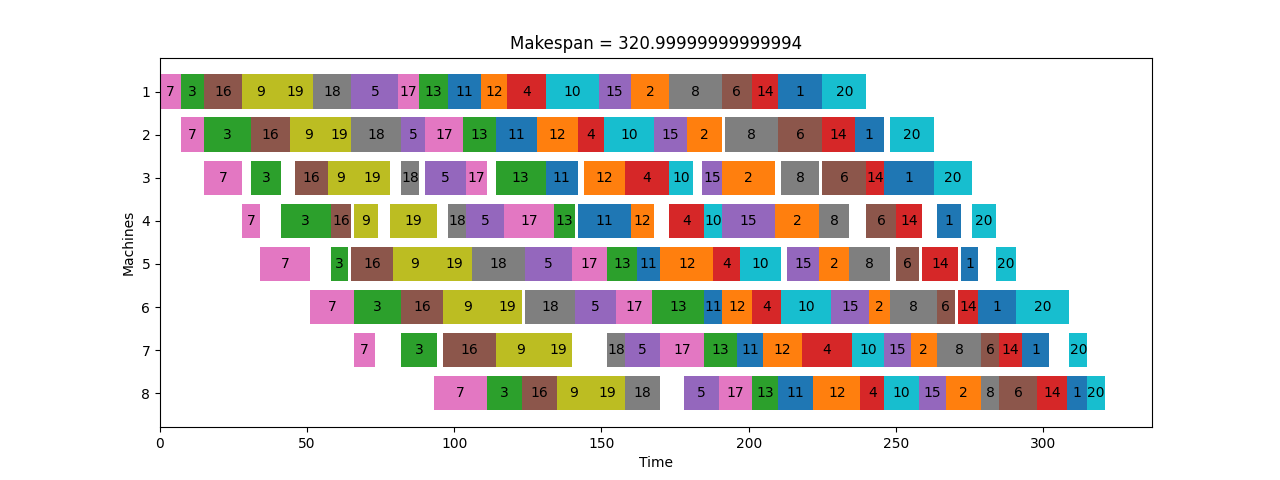 Makespan = 320.99999999999994
1 7 3 16 9 19 18 5 17 13 11 12 4 10 15 2 8 6 14 1 20
2 7 3 16 9 19 18 5 17 13 11 12 4 10 15 2 8 6 14 1 20
3 7 3 16 9 19 18 5 17 13 11 12 4 10 15 2 8 6 14 1 20
4 7 3 16 9 19 18 5 17 13 11 12 4 10 15 2 8 6 14 1 20
5 7 3 16 9 19 18 5 17 13 11 12 4 10 15 2 8 6 14 1 20
6 7 3 16 9 19 18 5 17 13 11 12 4 10 15 2 8 6 14 1 20
7 7 3 16 9 19 18 5 17 13 11 12 4 10 15 2 8 6 14 1 20
8 7 3 16 9 19 18 5 17 13 11 12 4 10 15 2 8 6 14 1 20
Machines
0 50 100 150 200 250 300
Time